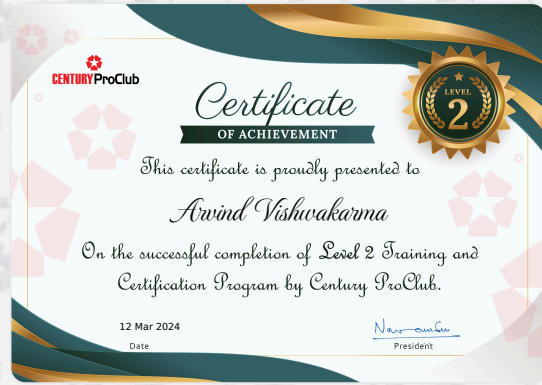 CENTURY ProClub
Certificate
OF ACHIEVEMENT
LEVEL
2
This certificate is proudly presented to
Arvind Vishwakarma
On the successful completion of Level 2 Training and
Certification Program by Century ProClub.
12 Mar 2024
Date
President